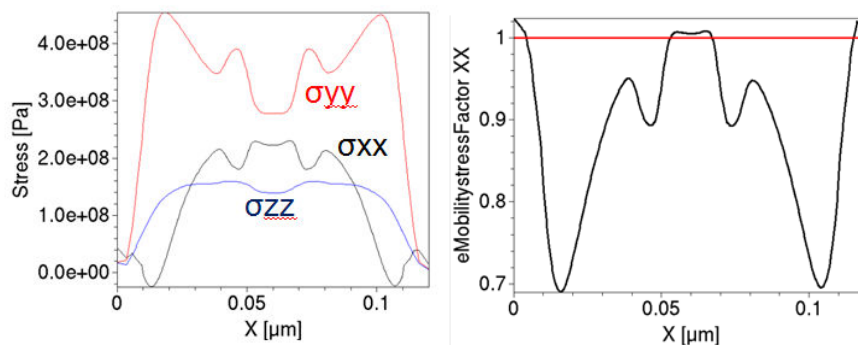 4.0e+08
3.0e+08
2.0e+08
1.0e+08
0.0e+00
Stress [Pa]
σyy
σxx
σzz
0
0.05
0.1
X [µm]
1
0.9
0.8
0.7
eMobilitystressFactor XX
0
0.05
0.1
X [µm]